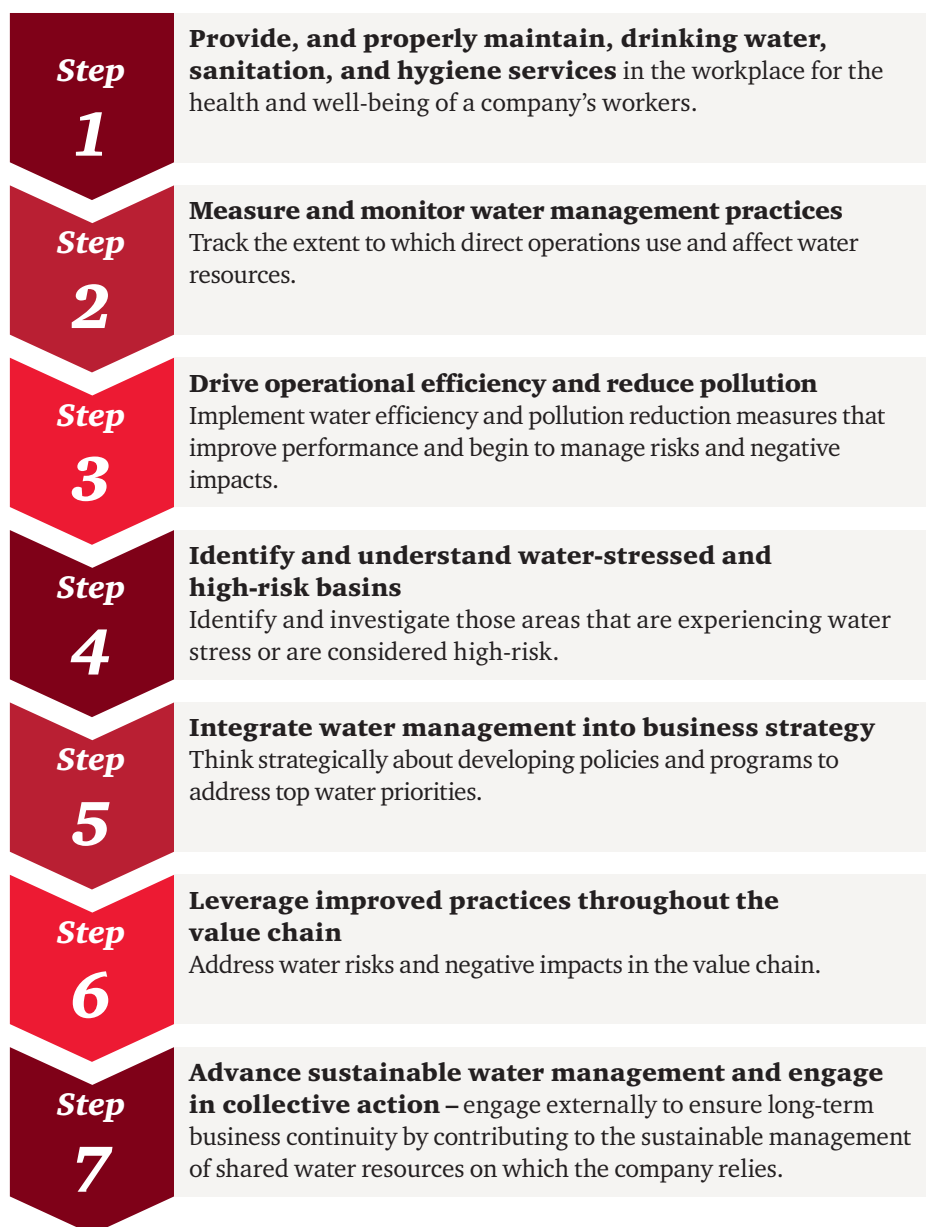 Step
1
Provide, and properly maintain, drinking water,
sanitation, and hygiene services in the workplace for the
health and well-being of a company’s workers.
Step
2
Measure and monitor water management practices
Track the extent to which direct operations use and affect water
resources.
Step
3
Drive operational efficiency and reduce pollution
Implement water efficiency and pollution reduction measures that
improve performance and begin to manage risks and negative
impacts.
Step
4
Identify and understand water-stressed and
high-risk basins
Identify and investigate those areas that are experiencing water
stress or are considered high-risk.
Step
5
Integrate water management into business strategy
Think strategically about developing policies and programs to
address top water priorities.
Step
6
Leverage improved practices throughout the
value chain
Address water risks and negative impacts in the value chain.
Step
7
Advance sustainable water management and engage
in collective action – engage externally to ensure long-term
business continuity by contributing to the sustainable management
of shared water resources on which the company relies.